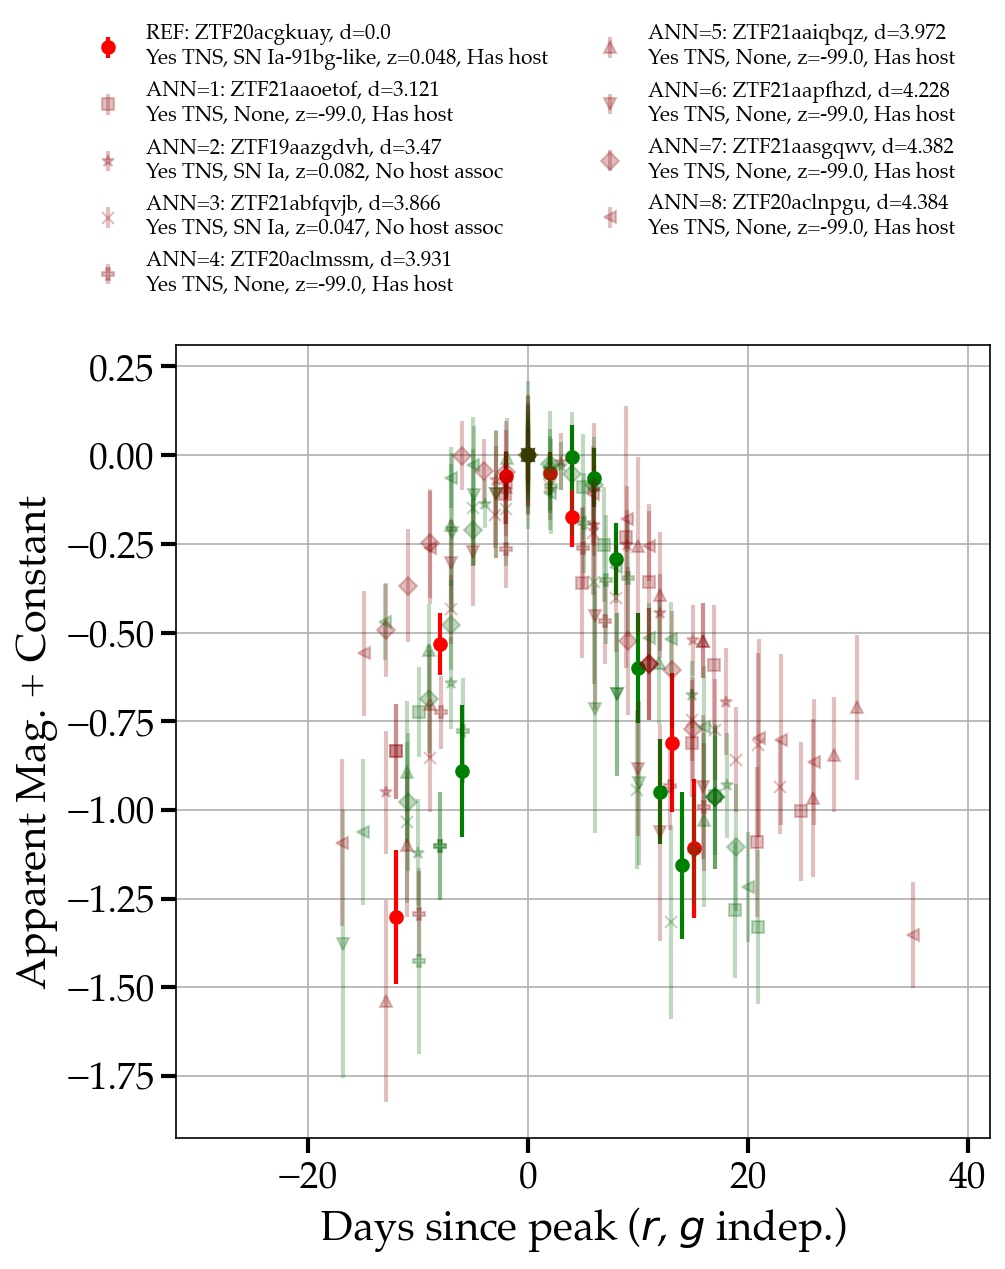 REF: ZTF20acgkuay, d=0.0
Yes TNS, SN Ia-91bg-like, z=0.048, Has host
ANN=1: ZTF21aaoetof, d=3.121
Yes TNS, None, z=-99.0, Has host
ANN=2: ZTF19aazgdvh, d=3.47
Yes TNS, SN Ia, z=0.082, No host assoc
ANN=3: ZTF21abfqvjb, d=3.866
Yes TNS, SN Ia, z=0.047, No host assoc
ANN=4: ZTF20aclmssm, d=3.931
Yes TNS, None, z=-99.0, Has host
ANN=5: ZTF21aaiqbqz, d=3.972
Yes TNS, None, z=-99.0, Has host
ANN=6: ZTF21aapfhzd, d=4.228
Yes TNS, None, z=-99.0, Has host
ANN=7: ZTF21aasgqwv, d=4.382
Yes TNS, None, z=-99.0, Has host
ANN=8: ZTF20aclnpgu, d=4.384
Yes TNS, None, z=-99.0, Has host
Apparent Mag. + Constant
0.25
0.00
−0.25
−0.50
−0.75
−1.00
−1.25
−1.50
−1.75
−20
0
20
40
Days since peak (r, g indep.)